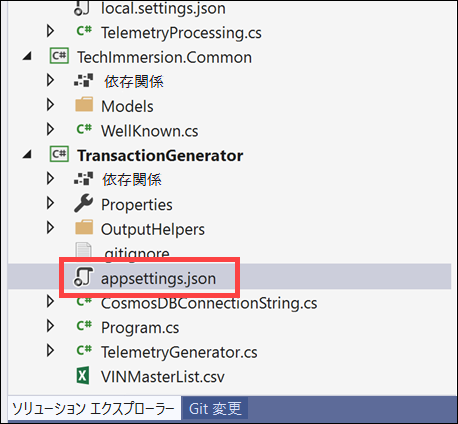 local.settings.json
C# TelemetryProcessing.cs
C# TechImmersion.Common
依存関係
Models
C# WellKnown.cs
C# TransactionGenerator
依存関係
Properties
OutputHelpers
.gitignore
appsettings.json
C# CosmosDBConnectionString.cs
C# Program.cs
C# TelemetryGenerator.cs
VINMasterList.csv
ソリューション エクスプローラー Git 変更